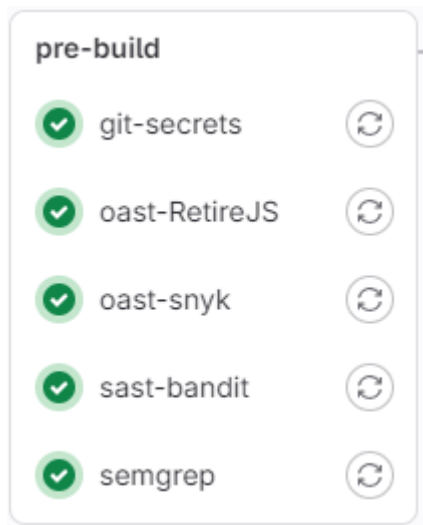 pre-build
git-secrets
oast-RetireJS
oast-snyk
sast-bandit
semgrep